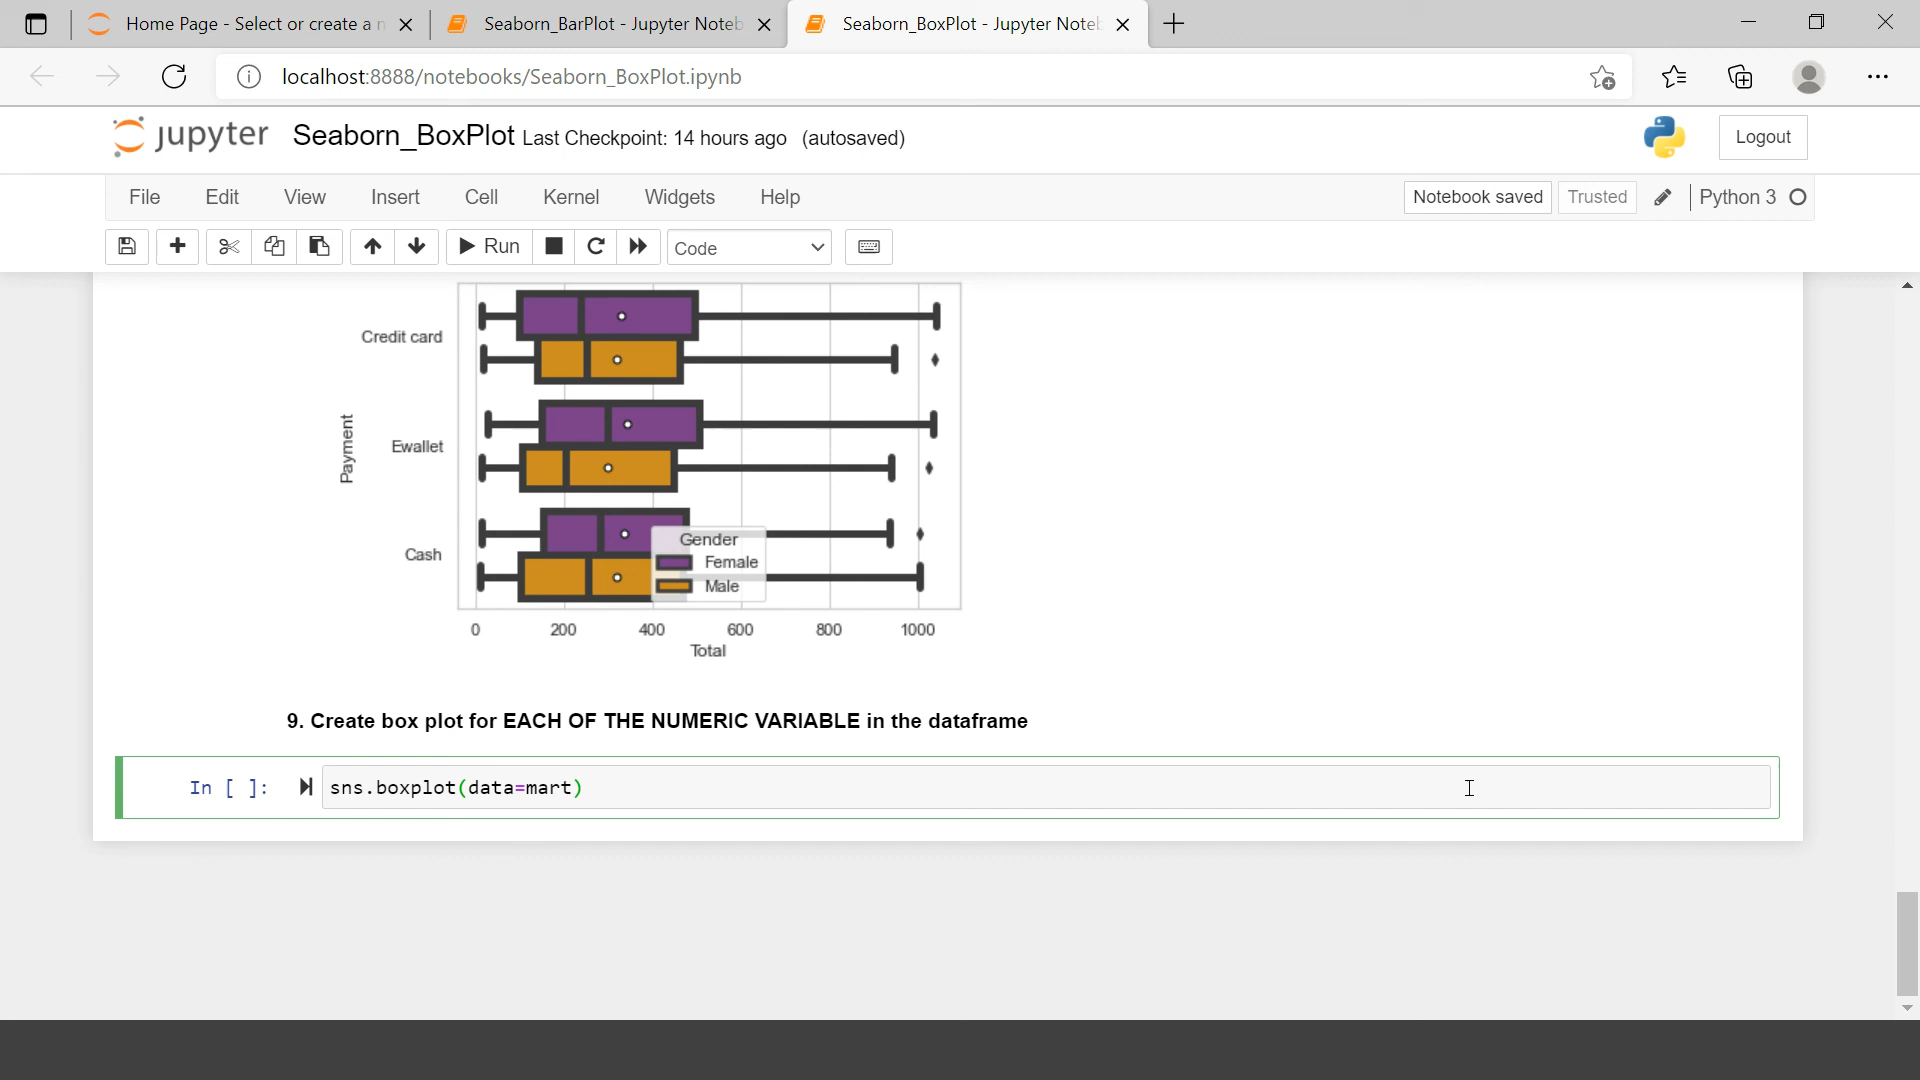 Home Page - Select or create a n
Seaborn_BarPlot - Jupyter Noteb
Seaborn_BoxPlot - Jupyter Noteb
localhost:8888/notebooks/Seaborn_BoxPlot.ipynb
jupyter Seaborn_BoxPlot Last Checkpoint: 14 hours ago (autosaved)
Logout
File Edit View Insert Cell Kernel Widgets Help
Notebook saved Trusted Python 3
Run Code
Credit card
Ewallet
Cash
Payment
Gender
Female
Male
0 200 400 600 800 1000
Total
9. Create box plot for EACH OF THE NUMERIC VARIABLE in the dataframe
In [ ]: sns.boxplot(data=mart)